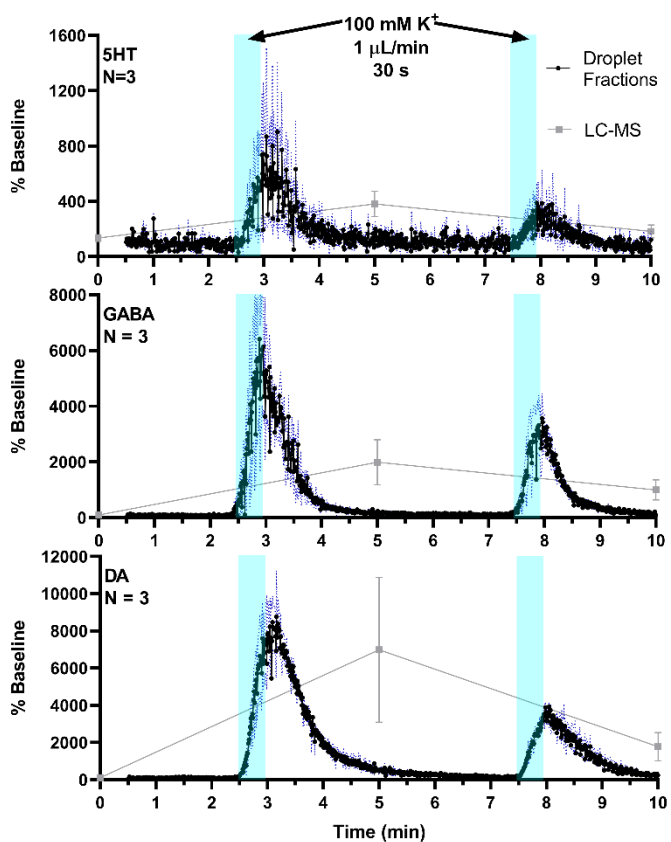 100 mM K⁺
1 µL/min
30 s
5HT
N=3
Droplet
Fractions
LC-MS
% Baseline
1600
1200
800
400
0
0 1 2 3 4 5 6 7 8 9 10
GABA
N = 3
% Baseline
8000
6000
4000
2000
0
0 1 2 3 4 5 6 7 8 9 10
DA
N = 3
% Baseline
12000
10000
8000
6000
4000
2000
0
0 1 2 3 4 5 6 7 8 9 10
Time (min)